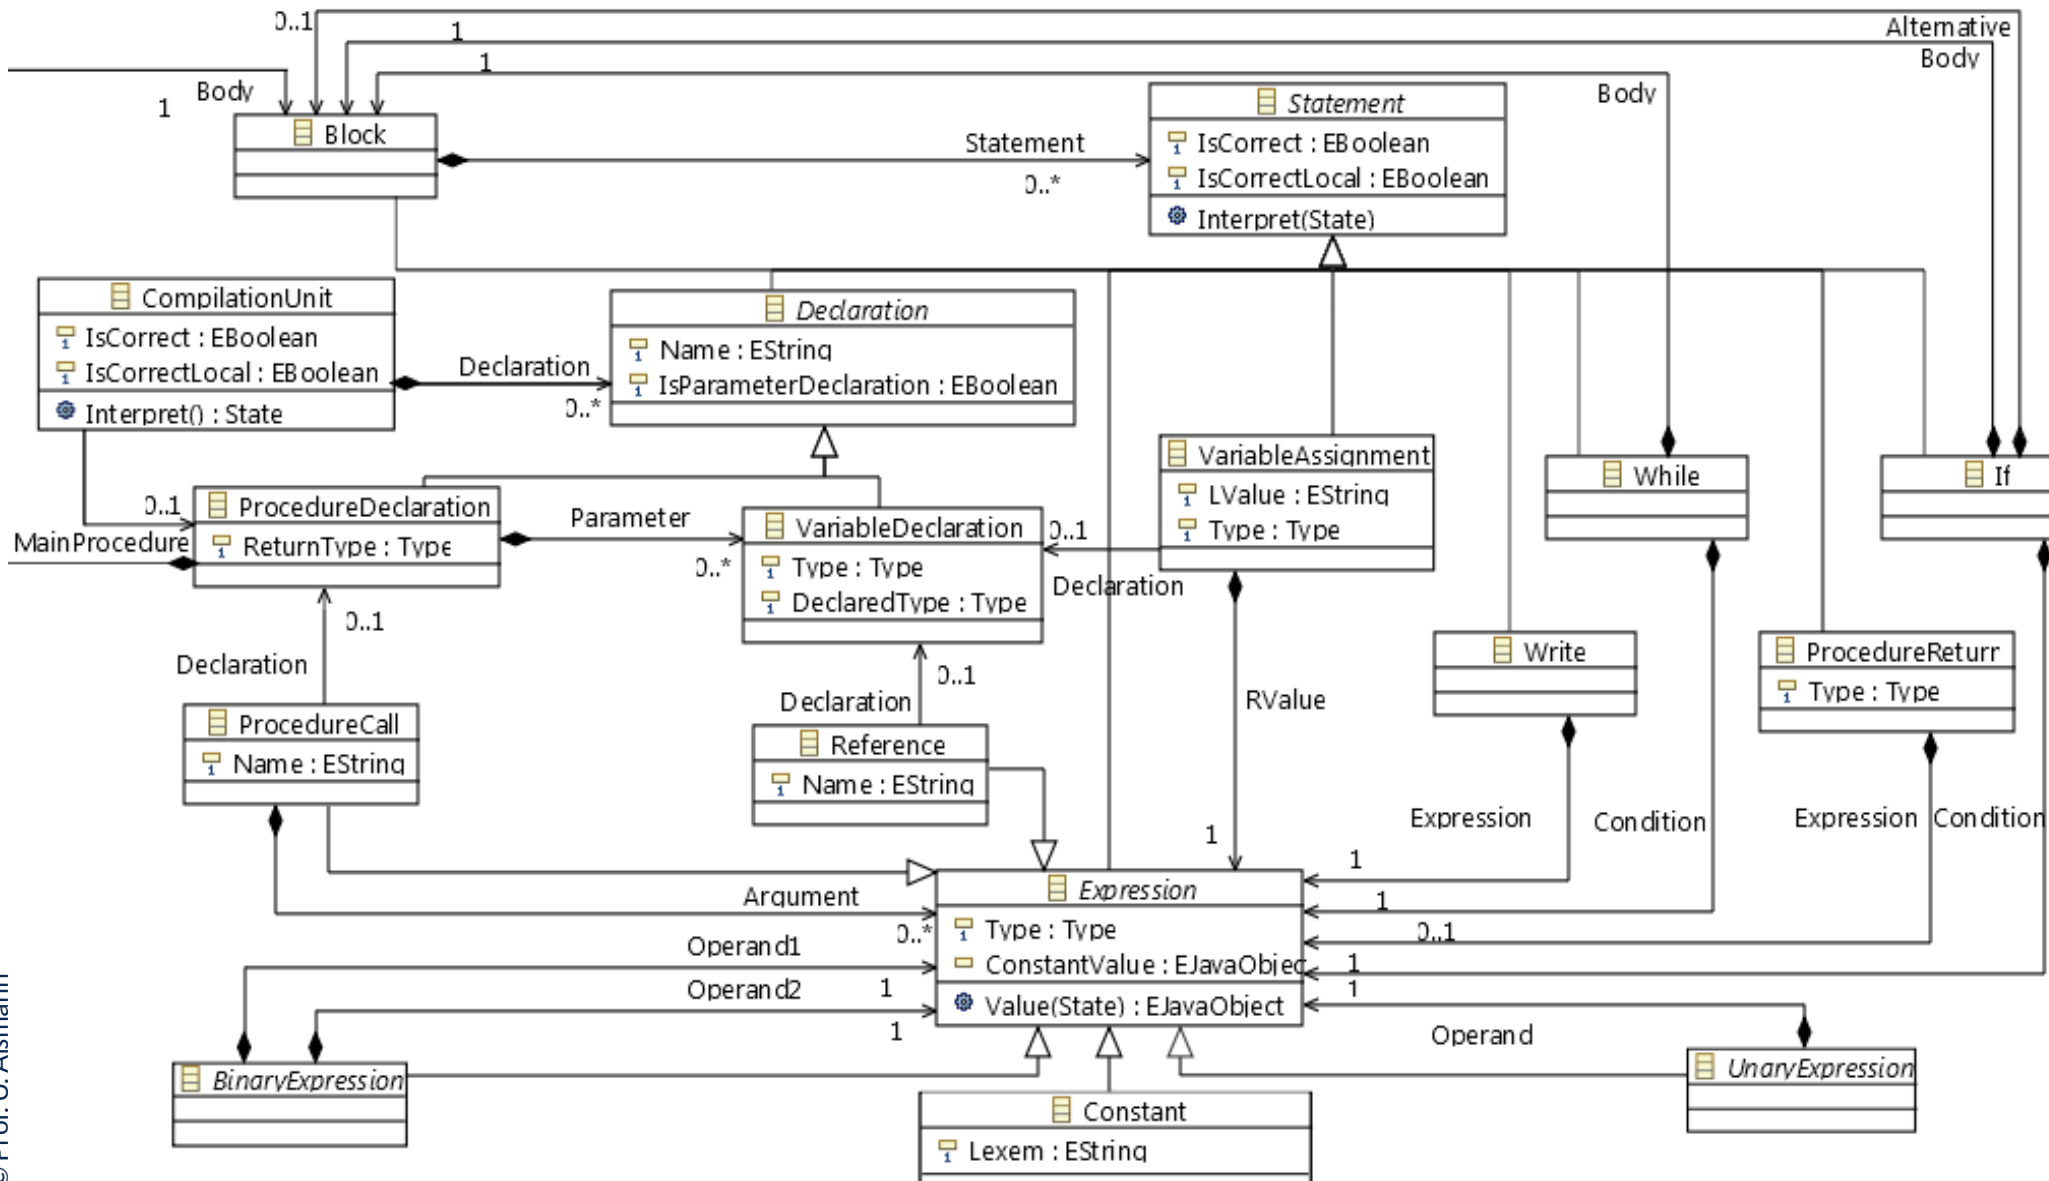 0..1
1
Alternative
Body
1
Body
1
Body
Block
Statement
0..*
Statement
IsCorrect : EBoolean
IsCorrectLocal : EBoolean
Interpret(State)
CompilationUnit
IsCorrect : EBoolean
IsCorrectLocal : EBoolean
Interpret() : State
Declaration
0..*
Declaration
Name : EString
IsParameterDeclaration : EBoolean
0..1
MainProcedure
ProcedureDeclaration
ReturnType : Type
Parameter
0..*
VariableDeclaration
Type : Type
DeclaredType : Type
0..1
Declaration
VariableAssignment
LValue : EString
Type : Type
While
If
0..1
Declaration
ProcedureCall
Name : EString
0..1
Declaration
Reference
Name : EString
RValue
1
Write
ProcedureReturr
Type : Type
Expression
1
Condition
1
Expression
0..1
Condition
1
Argument
0..*
Operand1
1
Operand2
1
Expression
Type : Type
ConstantValue : EJavaObjec
Value(State) : EJavaObject
1
Operand
BinaryExpression
UnaryExpression
Constant
Lexem : EString